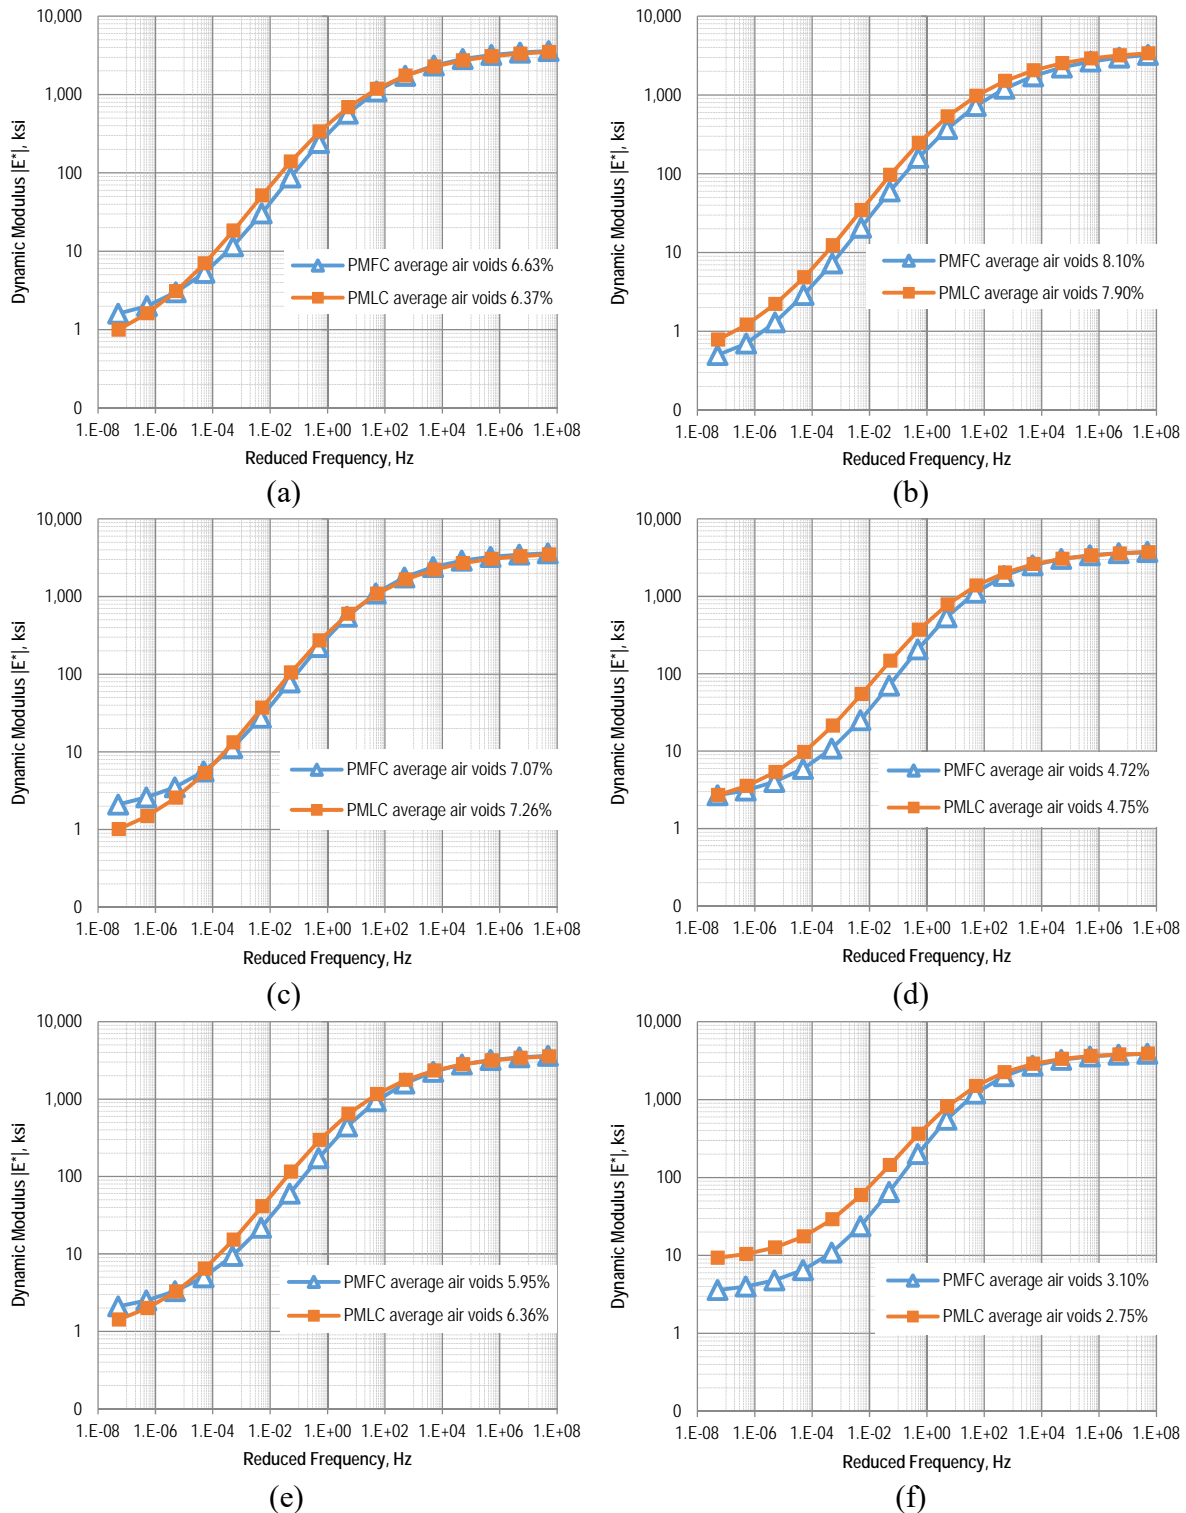 10,000
1,000
100
10
1
0
Dynamic Modulus |E*|, ksi
PMFC average air voids 6.63%
PMLC average air voids 6.37%
1.E-08 1.E-06 1.E-04 1.E-02 1.E+00 1.E+02 1.E+04 1.E+06 1.E+08
Reduced Frequency, Hz
(a)
10,000
1,000
100
10
1
0
Dynamic Modulus |E*|, ksi
PMFC average air voids 8.10%
PMLC average air voids 7.90%
1.E-08 1.E-06 1.E-04 1.E-02 1.E+00 1.E+02 1.E+04 1.E+06 1.E+08
Reduced Frequency, Hz
(b)
10,000
1,000
100
10
1
0
Dynamic Modulus |E*|, ksi
PMFC average air voids 7.07%
PMLC average air voids 7.26%
1.E-08 1.E-06 1.E-04 1.E-02 1.E+00 1.E+02 1.E+04 1.E+06 1.E+08
Reduced Frequency, Hz
(c)
10,000
1,000
100
10
1
0
Dynamic Modulus |E*|, ksi
PMFC average air voids 4.72%
PMLC average air voids 4.75%
1.E-08 1.E-06 1.E-04 1.E-02 1.E+00 1.E+02 1.E+04 1.E+06 1.E+08
Reduced Frequency, Hz
(d)
10,000
1,000
100
10
1
0
Dynamic Modulus |E*|, ksi
PMFC average air voids 5.95%
PMLC average air voids 6.36%
1.E-08 1.E-06 1.E-04 1.E-02 1.E+00 1.E+02 1.E+04 1.E+06 1.E+08
Reduced Frequency, Hz
(e)
10,000
1,000
100
10
1
0
Dynamic Modulus |E*|, ksi
PMFC average air voids 3.10%
PMLC average air voids 2.75%
1.E-08 1.E-06 1.E-04 1.E-02 1.E+00 1.E+02 1.E+04 1.E+06 1.E+08
Reduced Frequency, Hz
(f)